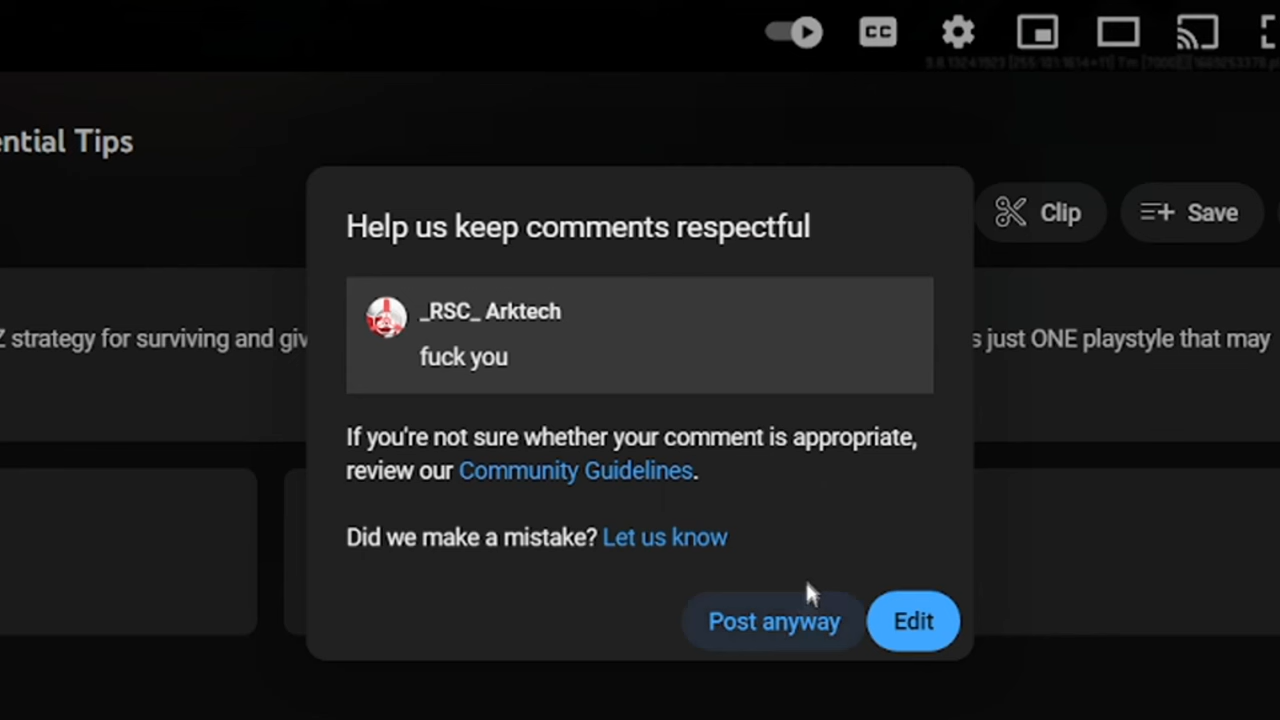 CC
ential Tips
Clip
Save
Help us keep comments respectful
_RSC_ Arktech
fuck you
Z strategy for surviving and giv
s just ONE playstyle that may
If you're not sure whether your comment is appropriate,
review our Community Guidelines.
Did we make a mistake? Let us know
Post anyway
Edit